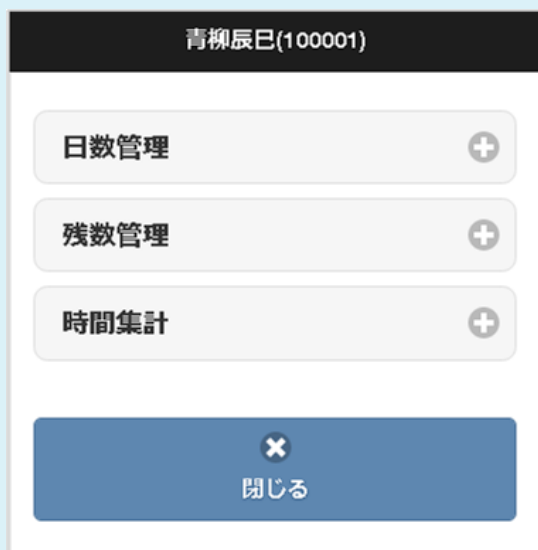 青柳辰巳(100001)
日数管理
残数管理
時間集計
閉じる